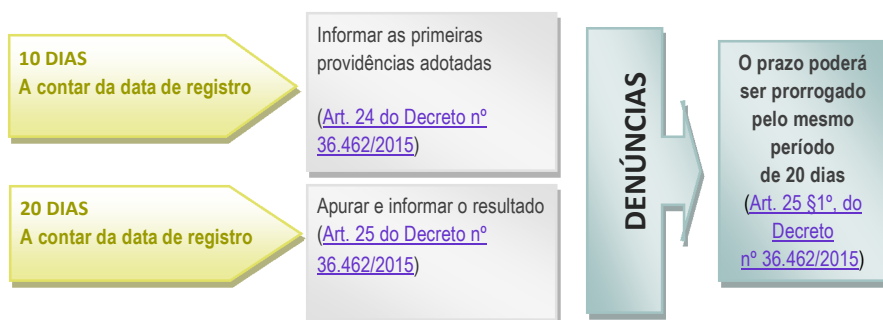 10 DIAS
A contar da data de registro
Informar as primeiras
providências adotadas
(Art. 24 do Decreto nº
36.462/2015)
20 DIAS
A contar da data de registro
Apurar e informar o resultado
(Art. 25 do Decreto nº
36.462/2015)
DENÚNCIAS
O prazo poderá
ser prorrogado
pelo mesmo
período
de 20 dias
(Art. 25 §1º, do
Decreto
nº 36.462/2015)